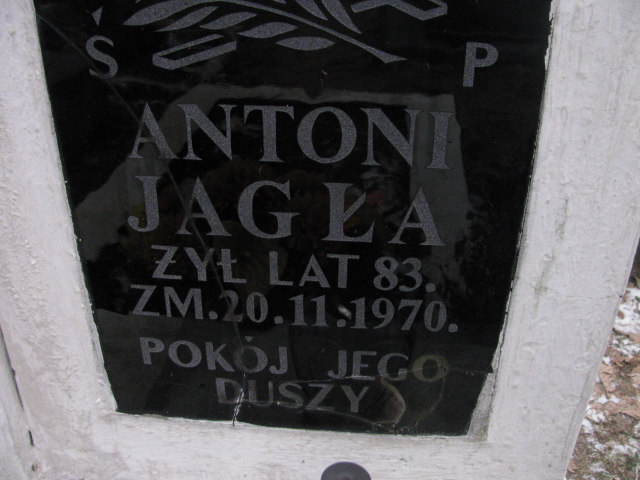 Ś P
ANTONI
JAGŁA
ŻYŁ LAT 83.
ZM. 20.11.1970.
POKÓJ JEGO
DUSZY